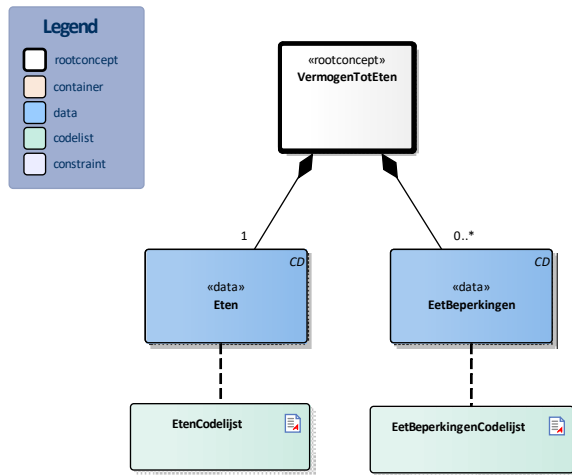 Legend
rootconcept
container
data
codelist
constraint
«rootconcept»
VermogenTotEten
1
0..*
CD
«data»
Eten
CD
«data»
EetBeperkingen
EtenCodelijst
EetBeperkingenCodelijst